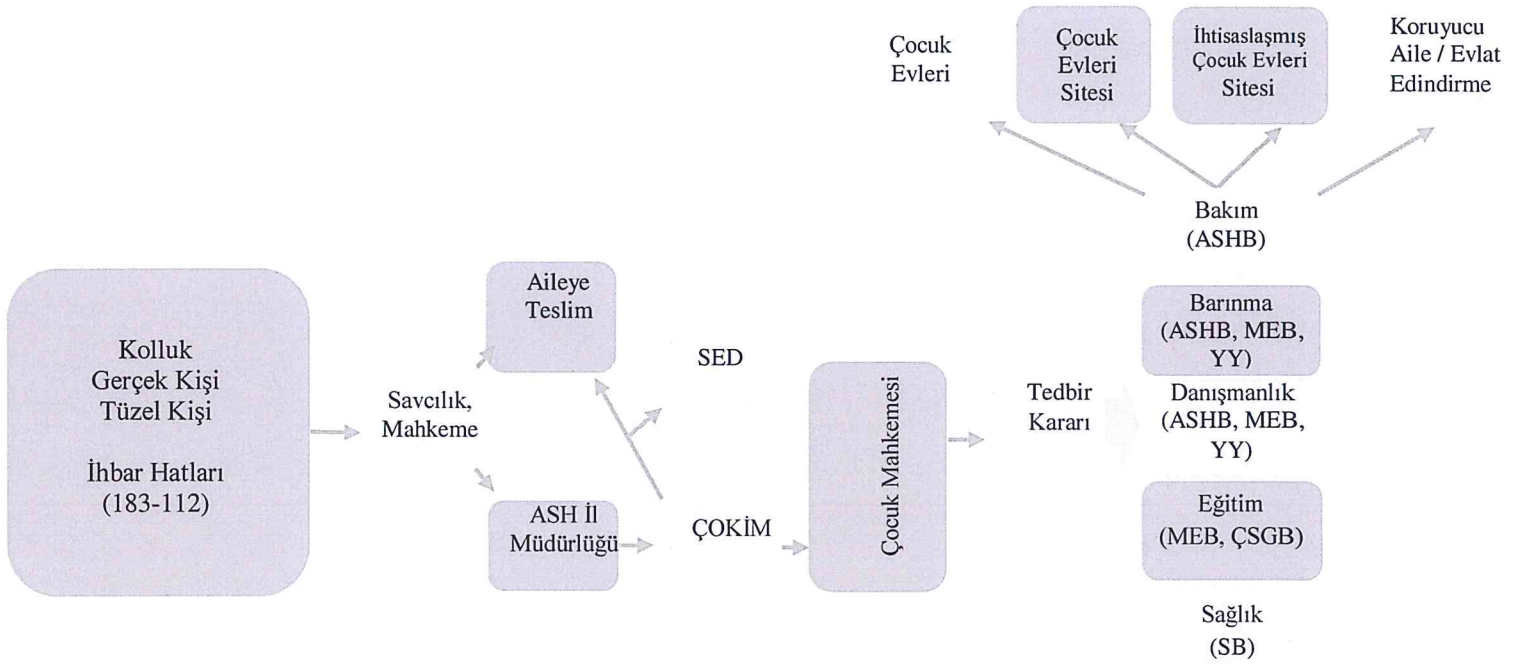 Çocuk
Evleri
Çocuk
Evleri
Sitesi
İhtisaslaşmış
Çocuk Evleri
Sitesi
Koruyucu
Aile / Evlat
Edindirme
Bakım
(ASHB)
Kolluk
Gerçek Kişi
Tüzel Kişi
İhbar Hatları
(183-112)
Savcılık,
Mahkeme
Aileye
Teslim
ASH İl
Müdürlüğü
SED
ÇOKİM
Çocuk Mahkemesi
Tedbir
Kararı
Barınma
(ASHB, MEB,
YY)
Danışmanlık
(ASHB, MEB,
YY)
Eğitim
(MEB, ÇSGB)
Sağlık
(SB)